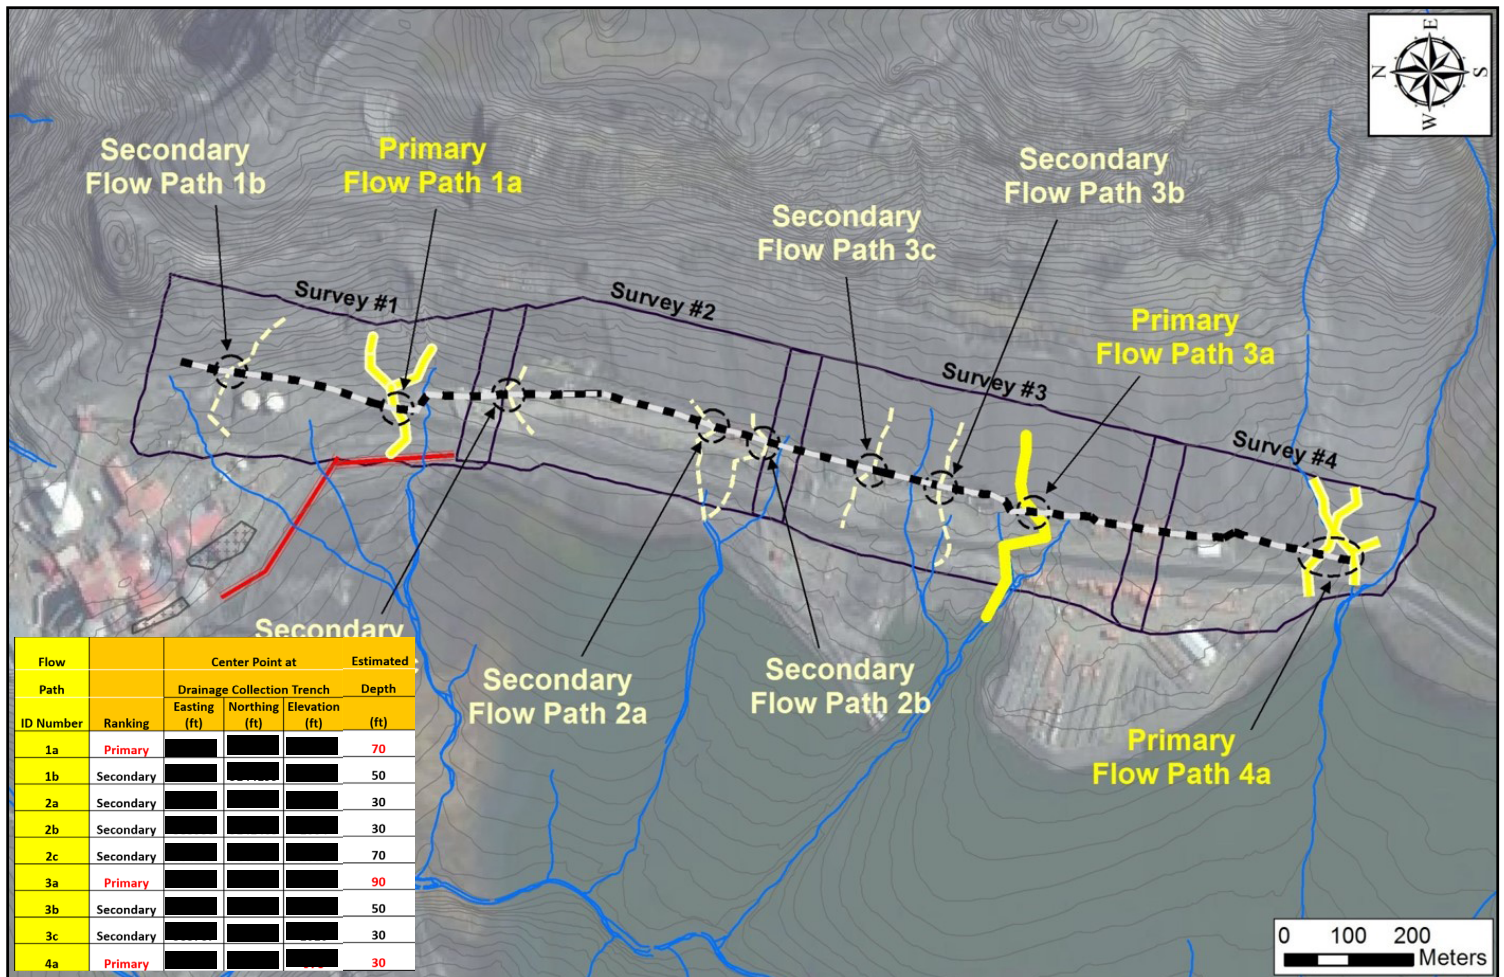 E
N
S
W
Secondary
Flow Path 1b
Primary
Flow Path 1a
Secondary
Flow Path 3b
Secondary
Flow Path 3c
Primary
Flow Path 3a
Survey #1
Survey #2
Survey #3
Survey #4
Secondary
Secondary
Flow Path 2a
Secondary
Flow Path 2b
Primary
Flow Path 4a
Flow Path ID Number
Ranking
Center Point at Drainage Collection Trench
Easting (ft)
Northing (ft)
Elevation (ft)
Estimated Depth (ft)
1a Primary 70
1b Secondary 50
2a Secondary 30
2b Secondary 30
2c Secondary 70
3a Primary 90
3b Secondary 50
3c Secondary 30
4a Primary 30
0 100 200
Meters